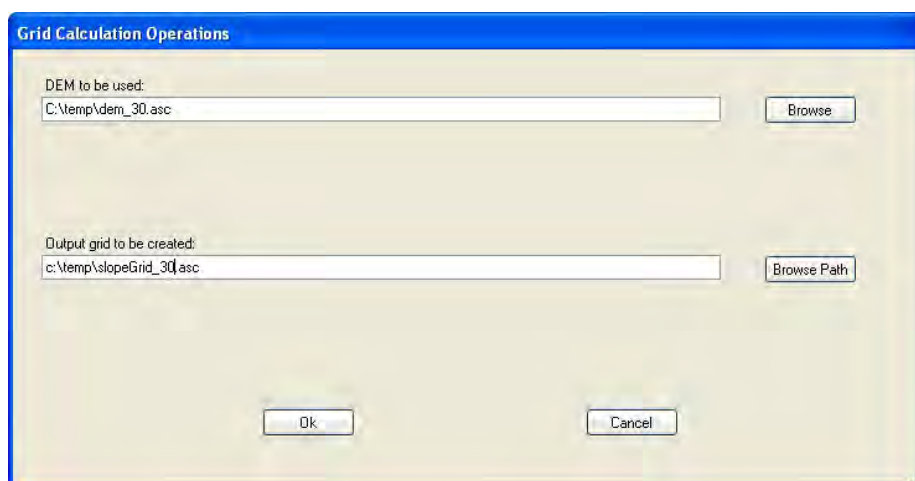 Grid Calculation Operations
DEM to be used:
C:\temp\dem_30.asc
Browse
Output grid to be created:
c:\temp\slopeGrid_30.asc
Browse Path
Ok
Cancel